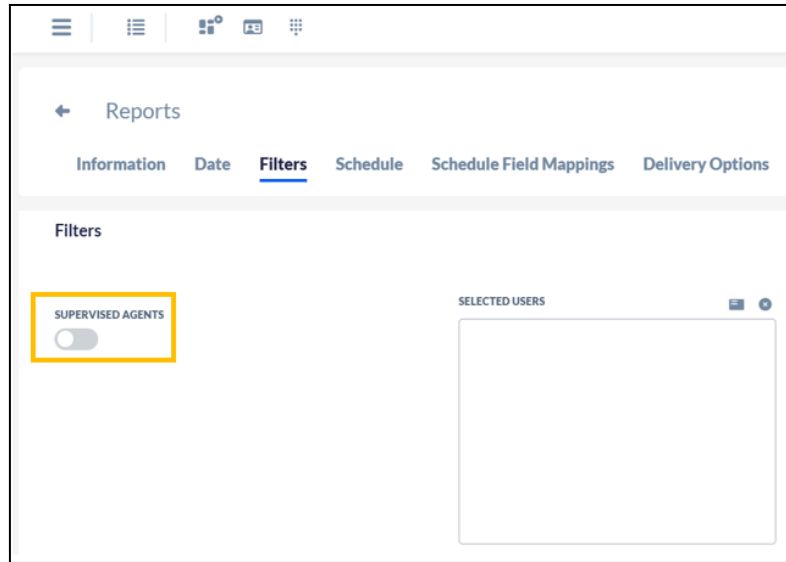 Reports
Information Date Filters Schedule Schedule Field Mappings Delivery Options
Filters
SUPERVISED AGENTS
SELECTED USERS